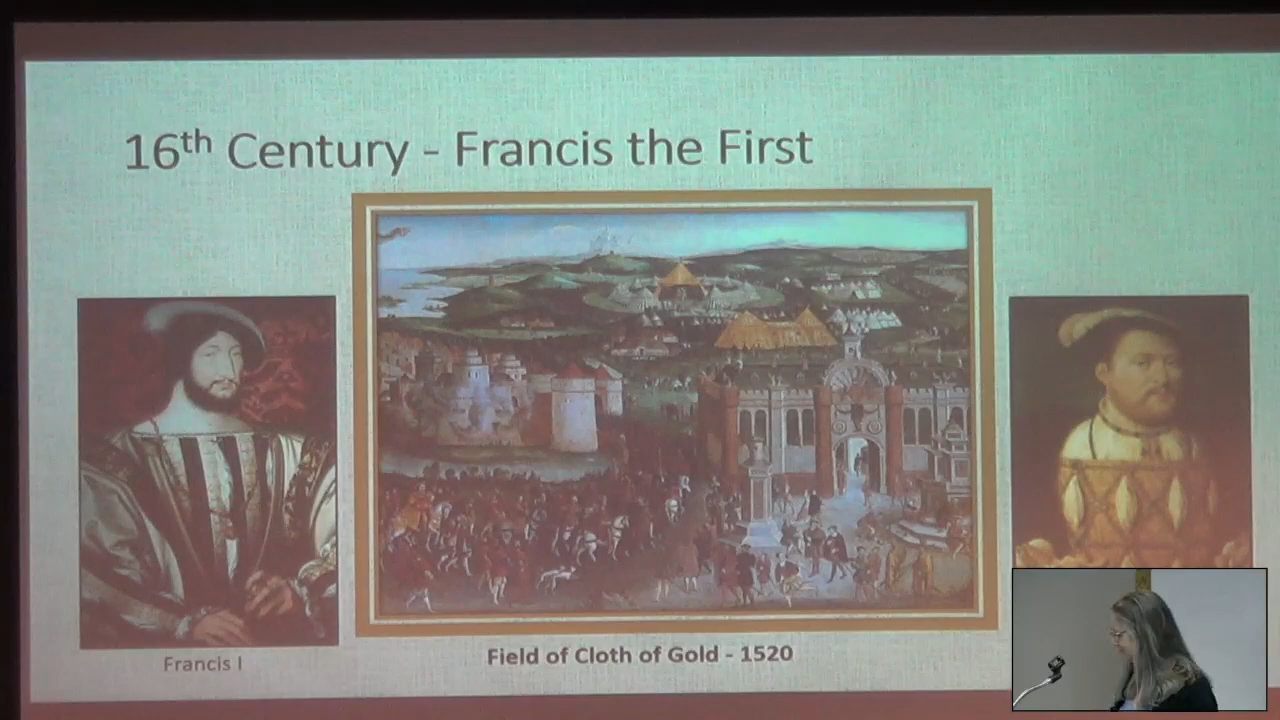 16th Century - Francis the First
Francis I
Field of Cloth of Gold - 1520